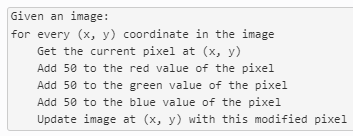 Given an image:
for every (x, y) coordinate in the image
    Get the current pixel at (x, y)
    Add 50 to the red value of the pixel
    Add 50 to the green value of the pixel
    Add 50 to the blue value of the pixel
    Update image at (x, y) with this modified pixel